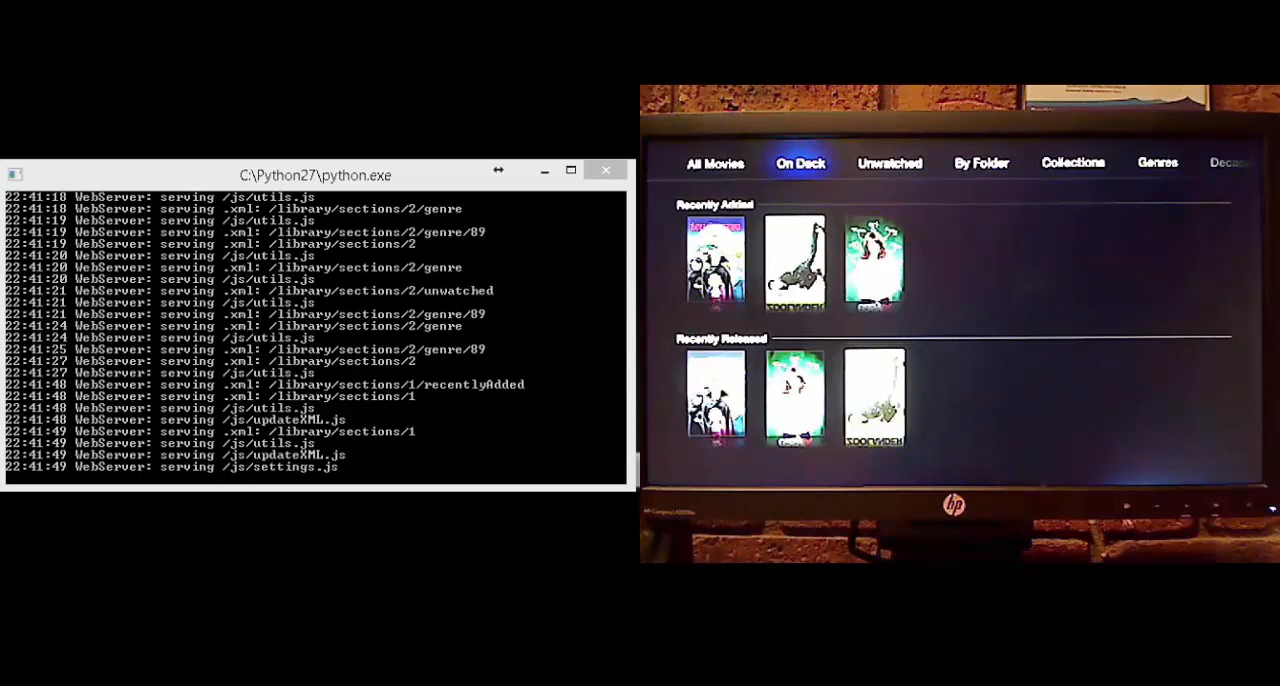 C:\Python27\python.exe
22:41:18 WebServer: serving /js/utils.js
22:41:18 WebServer: serving .xml: /library/sections/2/genre
22:41:19 WebServer: serving /js/utils.js
22:41:19 WebServer: serving .xml: /library/sections/2/genre/89
22:41:19 WebServer: serving .xml: /library/sections/2
22:41:20 WebServer: serving /js/utils.js
22:41:20 WebServer: serving .xml: /library/sections/2/genre
22:41:20 WebServer: serving /js/utils.js
22:41:21 WebServer: serving .xml: /library/sections/2/unwatched
22:41:21 WebServer: serving /js/utils.js
22:41:21 WebServer: serving .xml: /library/sections/2/genre/89
22:41:24 WebServer: serving .xml: /library/sections/2/genre
22:41:24 WebServer: serving /js/utils.js
22:41:25 WebServer: serving .xml: /library/sections/2/genre/89
22:41:27 WebServer: serving .xml: /library/sections/2
22:41:27 WebServer: serving /js/utils.js
22:41:48 WebServer: serving .xml: /library/sections/1/recentlyAdded
22:41:48 WebServer: serving .xml: /library/sections/1
22:41:48 WebServer: serving /js/utils.js
22:41:48 WebServer: serving /js/updateXML.js
22:41:49 WebServer: serving .xml: /library/sections/1
22:41:49 WebServer: serving /js/utils.js
22:41:49 WebServer: serving /js/updateXML.js
22:41:49 WebServer: serving /js/settings.js
All Movies On Deck Unwatched By Folder Collections Genres Deca
Recently Added
ZOOLANDER
Recently Released
ZOOLANDER
hp